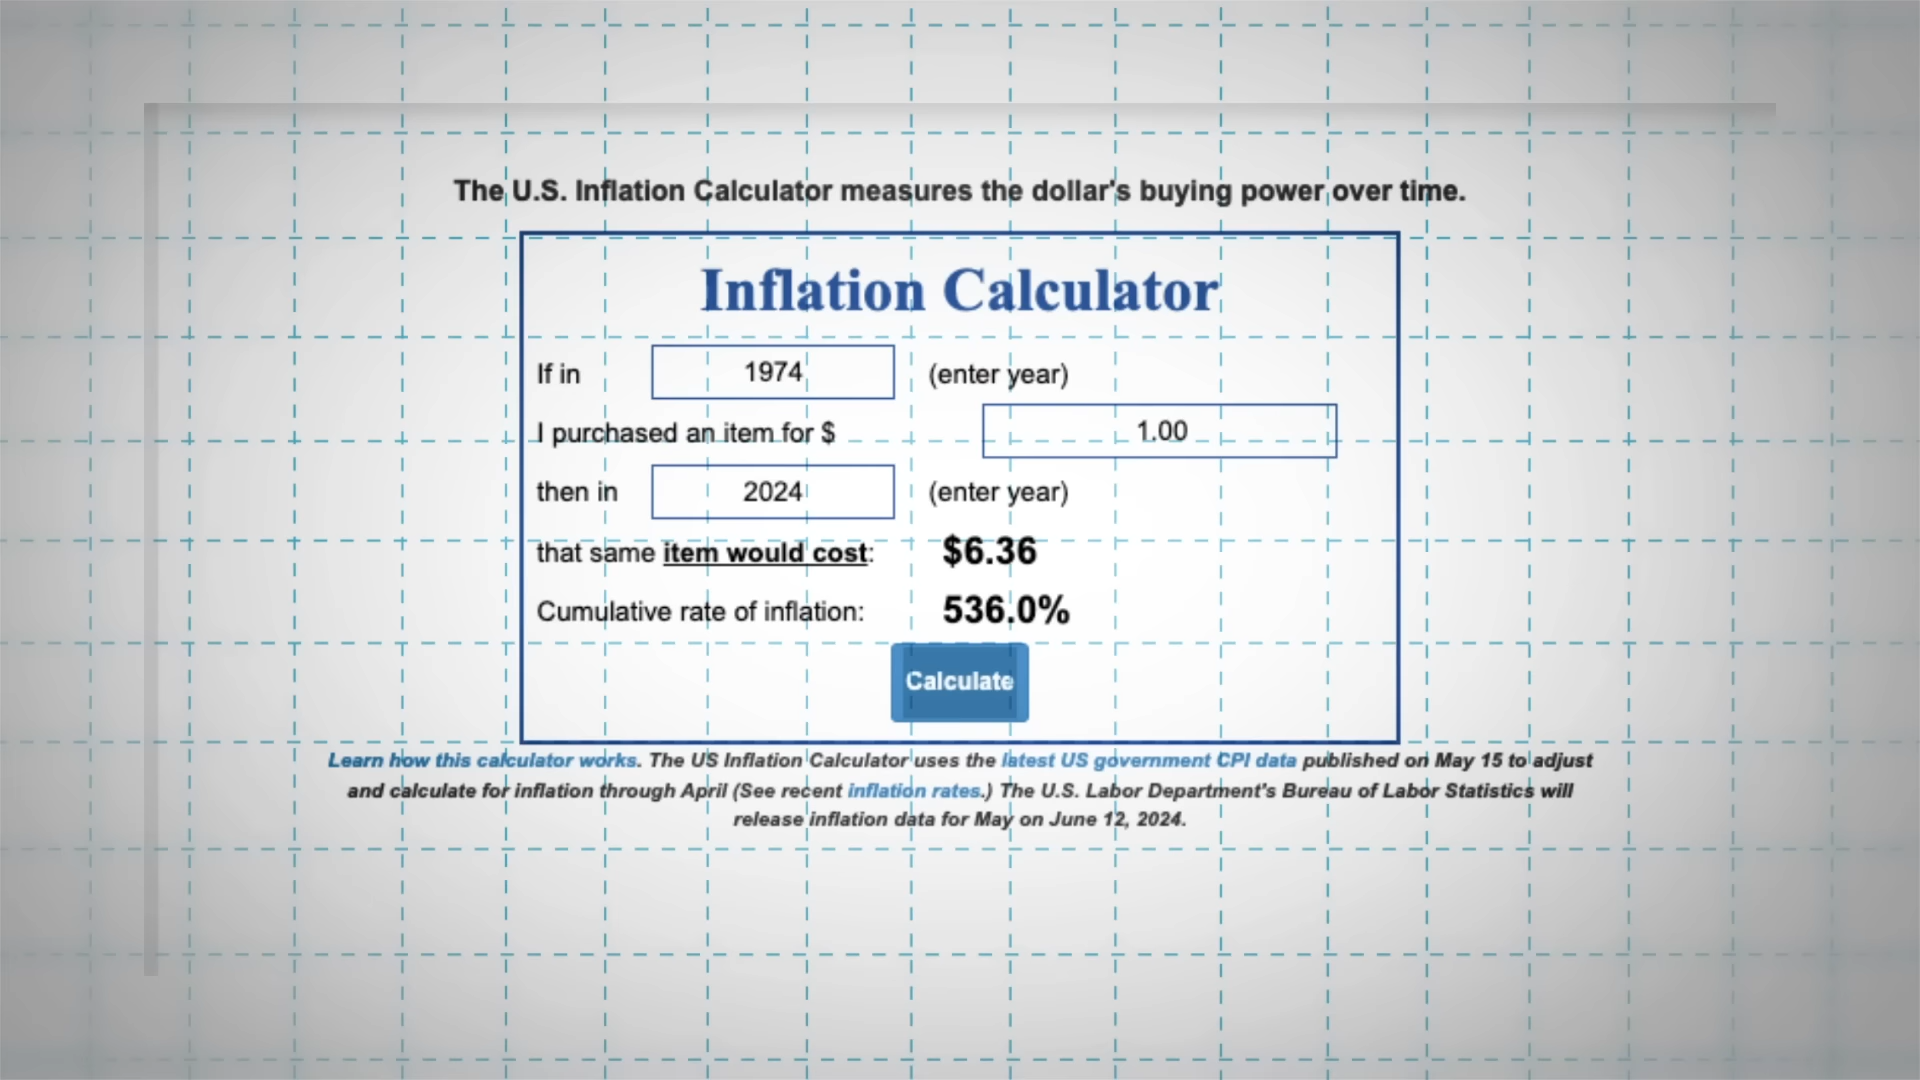 The U.S. Inflation Calculator measures the dollar's buying power over time.
Inflation Calculator
If in 1974 (enter year)
I purchased an item for $ 1.00
then in 2024 (enter year)
that same item would cost: $6.36
Cumulative rate of inflation: 536.0%
Calculate
Learn how this calculator works. The US Inflation Calculator uses the latest US government CPI data published on May 15 to adjust
and calculate for inflation through April (See recent inflation rates.) The U.S. Labor Department's Bureau of Labor Statistics will
release inflation data for May on June 12, 2024.